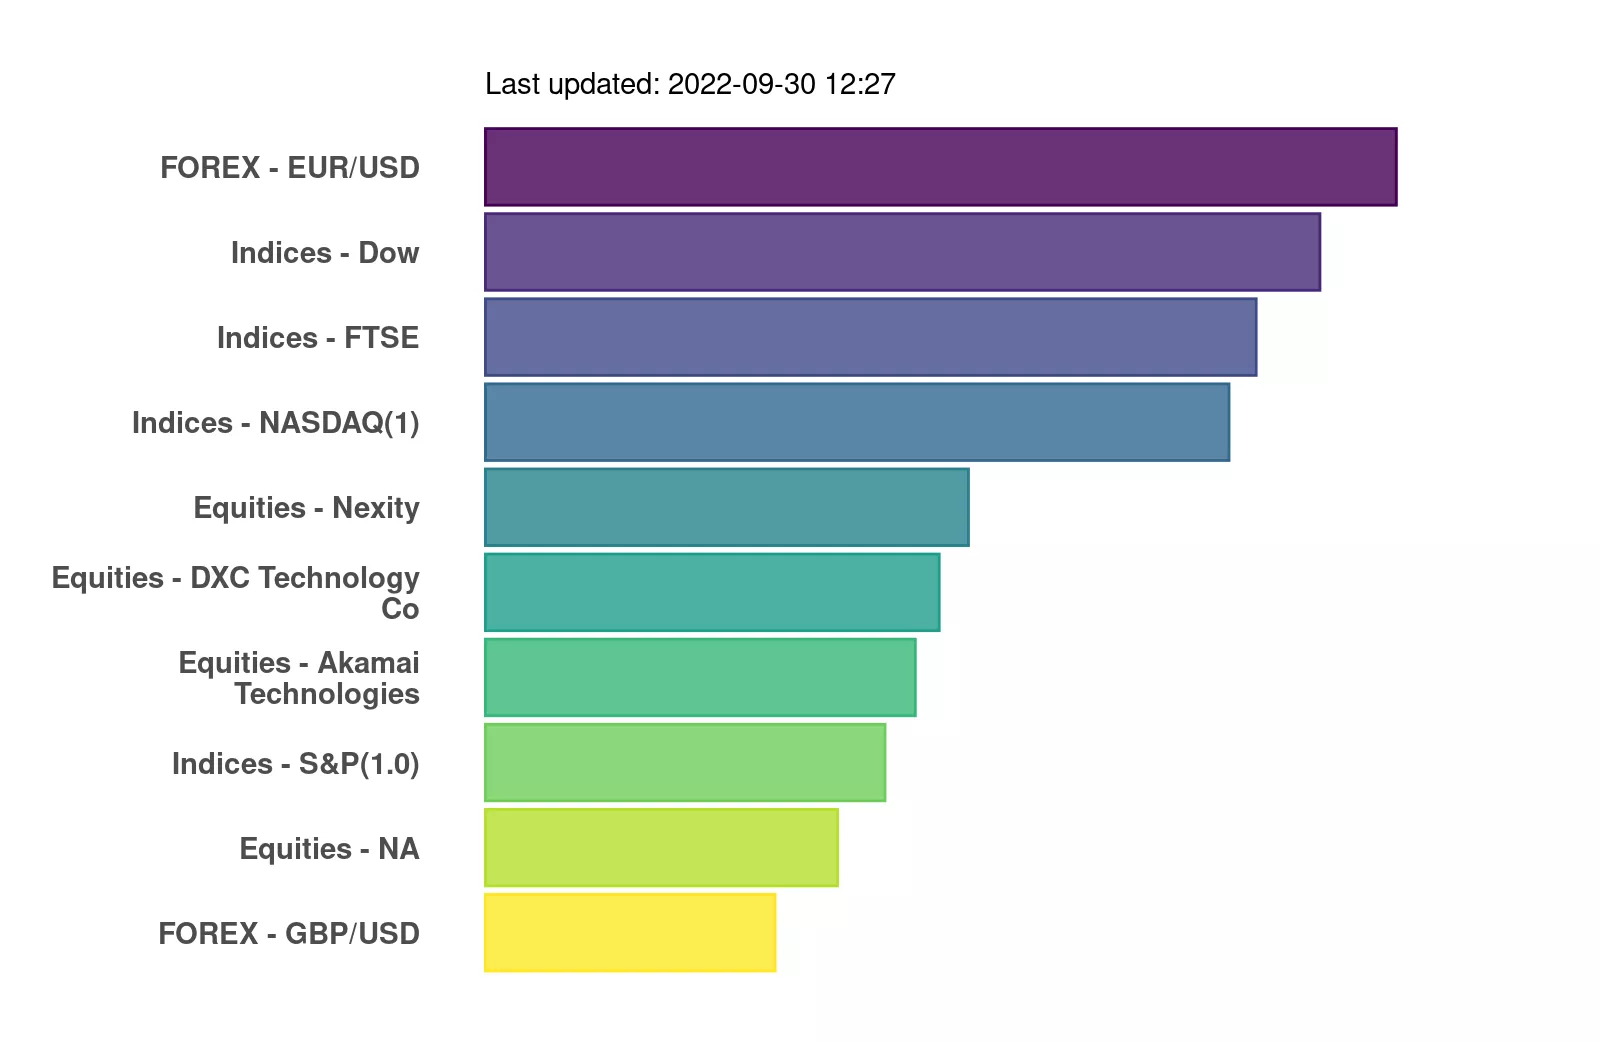 Last updated: 2022-09-30 12:27
FOREX - EUR/USD
Indices - Dow
Indices - FTSE
Indices - NASDAQ(1)
Equities - Nexity
Equities - DXC Technology
Co
Equities - Akamai
Technologies
Indices - S&P(1.0)
Equities - NA
FOREX - GBP/USD